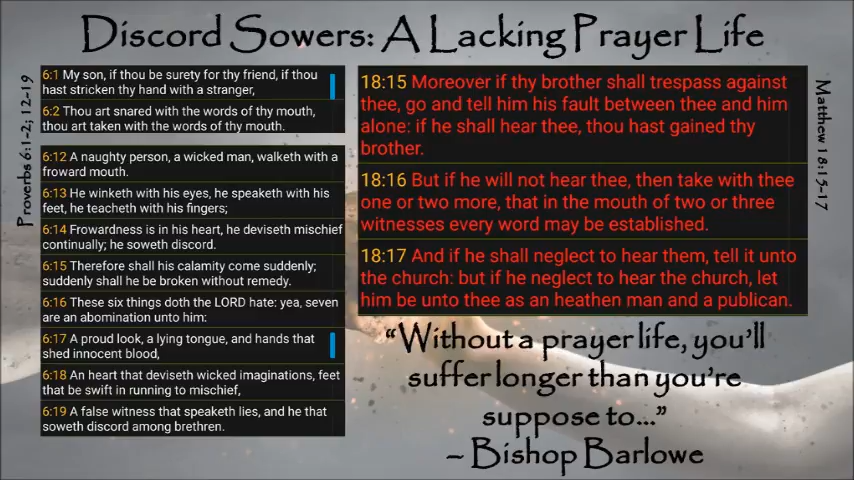 Discord Sowers: A Lacking Prayer Life
Proverbs 6:1-2; 12-19
6:1 My son, if thou be surety for thy friend, if thou
hast stricken thy hand with a stranger,
6:2 Thou art snared with the words of thy mouth,
thou art taken with the words of thy mouth.
6:12 A naughty person, a wicked man, walketh with a
froward mouth.
6:13 He winketh with his eyes, he speaketh with his
feet, he teacheth with his fingers;
6:14 Frowardness is in his heart, he deviseth mischief
continually; he soweth discord.
6:15 Therefore shall his calamity come suddenly;
suddenly shall he be broken without remedy.
6:16 These six things doth the LORD hate: yea, seven
are an abomination unto him:
6:17 A proud look, a lying tongue, and hands that
shed innocent blood,
6:18 An heart that deviseth wicked imaginations, feet
that be swift in running to mischief,
6:19 A false witness that speaketh lies, and he that
soweth discord among brethren.
18:15 Moreover if thy brother shall trespass against
thee, go and tell him his fault between thee and him
alone: if he shall hear thee, thou hast gained thy
brother.
18:16 But if he will not hear thee, then take with thee
one or two more, that in the mouth of two or three
witnesses every word may be established.
18:17 And if he shall neglect to hear them, tell it unto
the church: but if he neglect to hear the church, let
him be unto thee as an heathen man and a publican.
Matthew 18:15-17
“Without a prayer life, you’ll
suffer longer than you’re
suppose to...”
– Bishop Barlowe